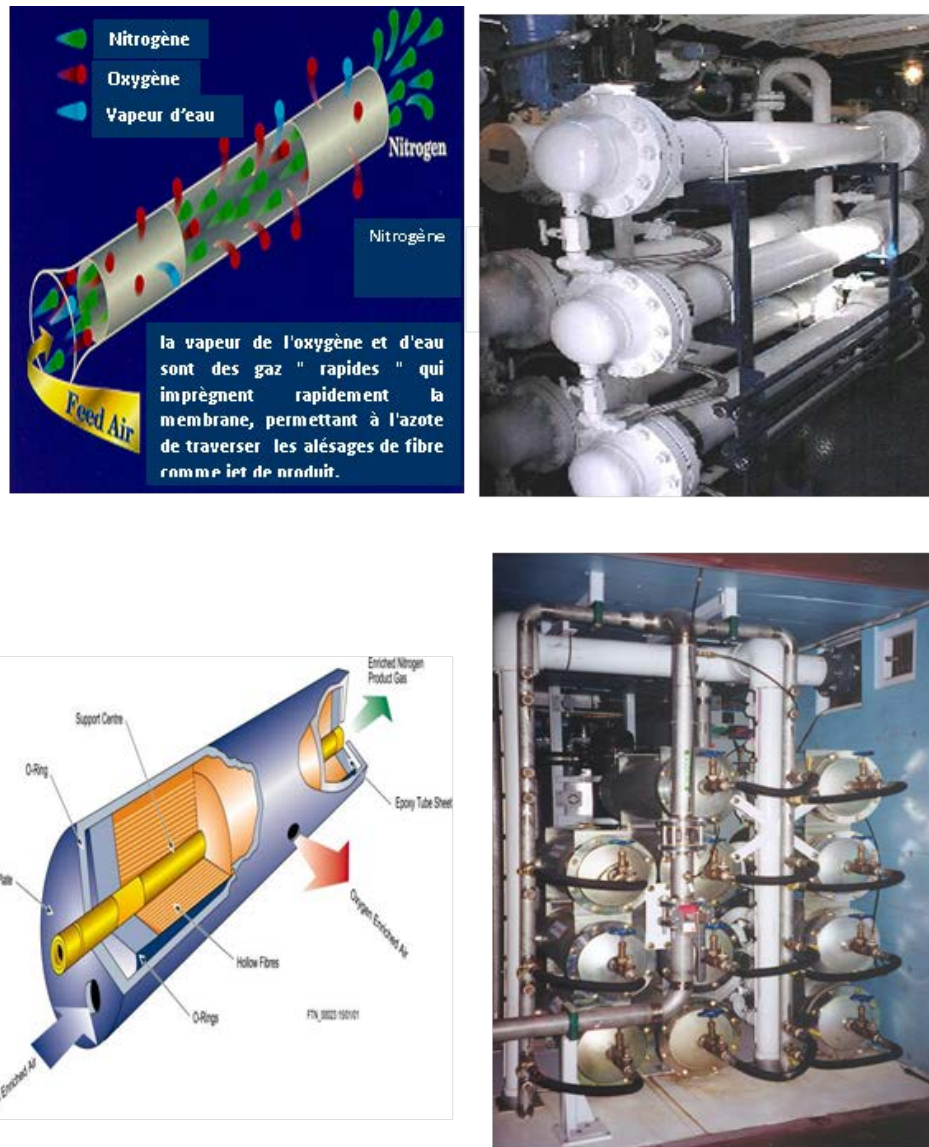 Nitrogène
Oxygène
Vapeur d'eau
Nitrogen
Nitrogène
Feed Air
la vapeur de l'oxygène et d'eau
sont des gaz " rapides " qui
imprègnent rapidement la
membrane, permettant à l'azote
de traverser les alésages de fibre
comme jet de produit.
Enriched Nitrogen
Product Gas
Support Centre
O-Ring
Epoxy Tube Sheet
Oxygen Enriched Air
Hollow Fibres
O-Rings
FTN_00023 15/01/01
Enriched Air